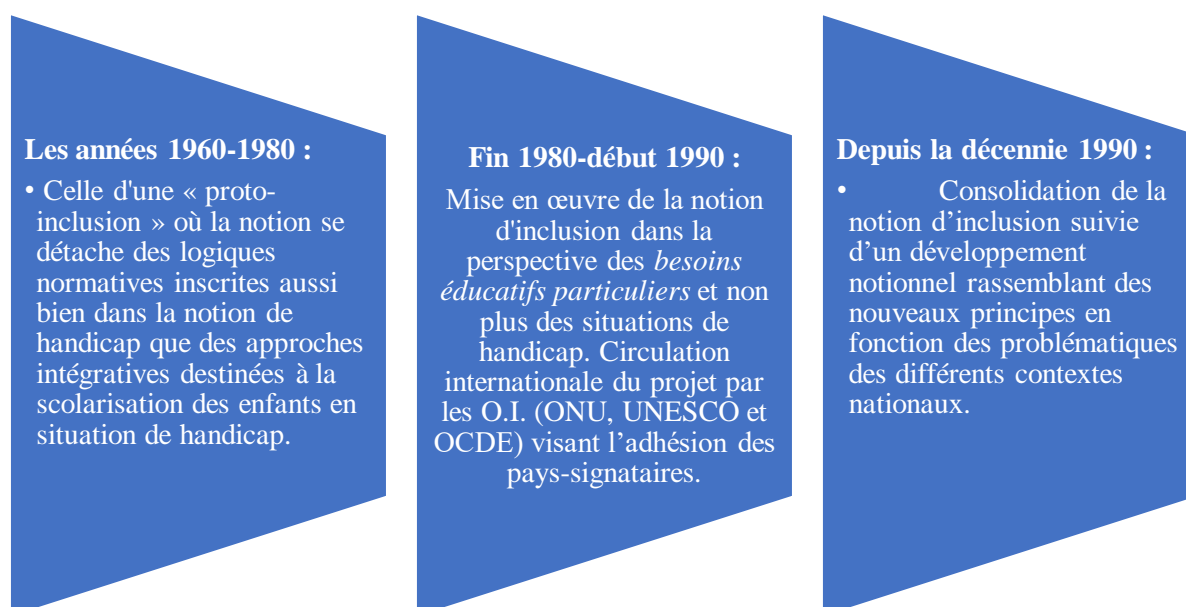 Les années 1960-1980 :
• Celle d'une « proto-
inclusion » où la notion se
détache des logiques
normatives inscrites aussi
bien dans la notion de
handicap que des approches
intégratives destinées à la
scolarisation des enfants en
situation de handicap.
Fin 1980-début 1990 :
Mise en œuvre de la notion
d'inclusion dans la
perspective des besoins
éducatifs particuliers et non
plus des situations de
handicap. Circulation
internationale du projet par
les O.I. (ONU, UNESCO et
OCDE) visant l’adhésion des
pays-signataires.
Depuis la décennie 1990 :
• Consolidation de la
notion d’inclusion suivie
d’un développement
notionnel rassemblant des
nouveaux principes en
fonction des problématiques
des différents contextes
nationaux.